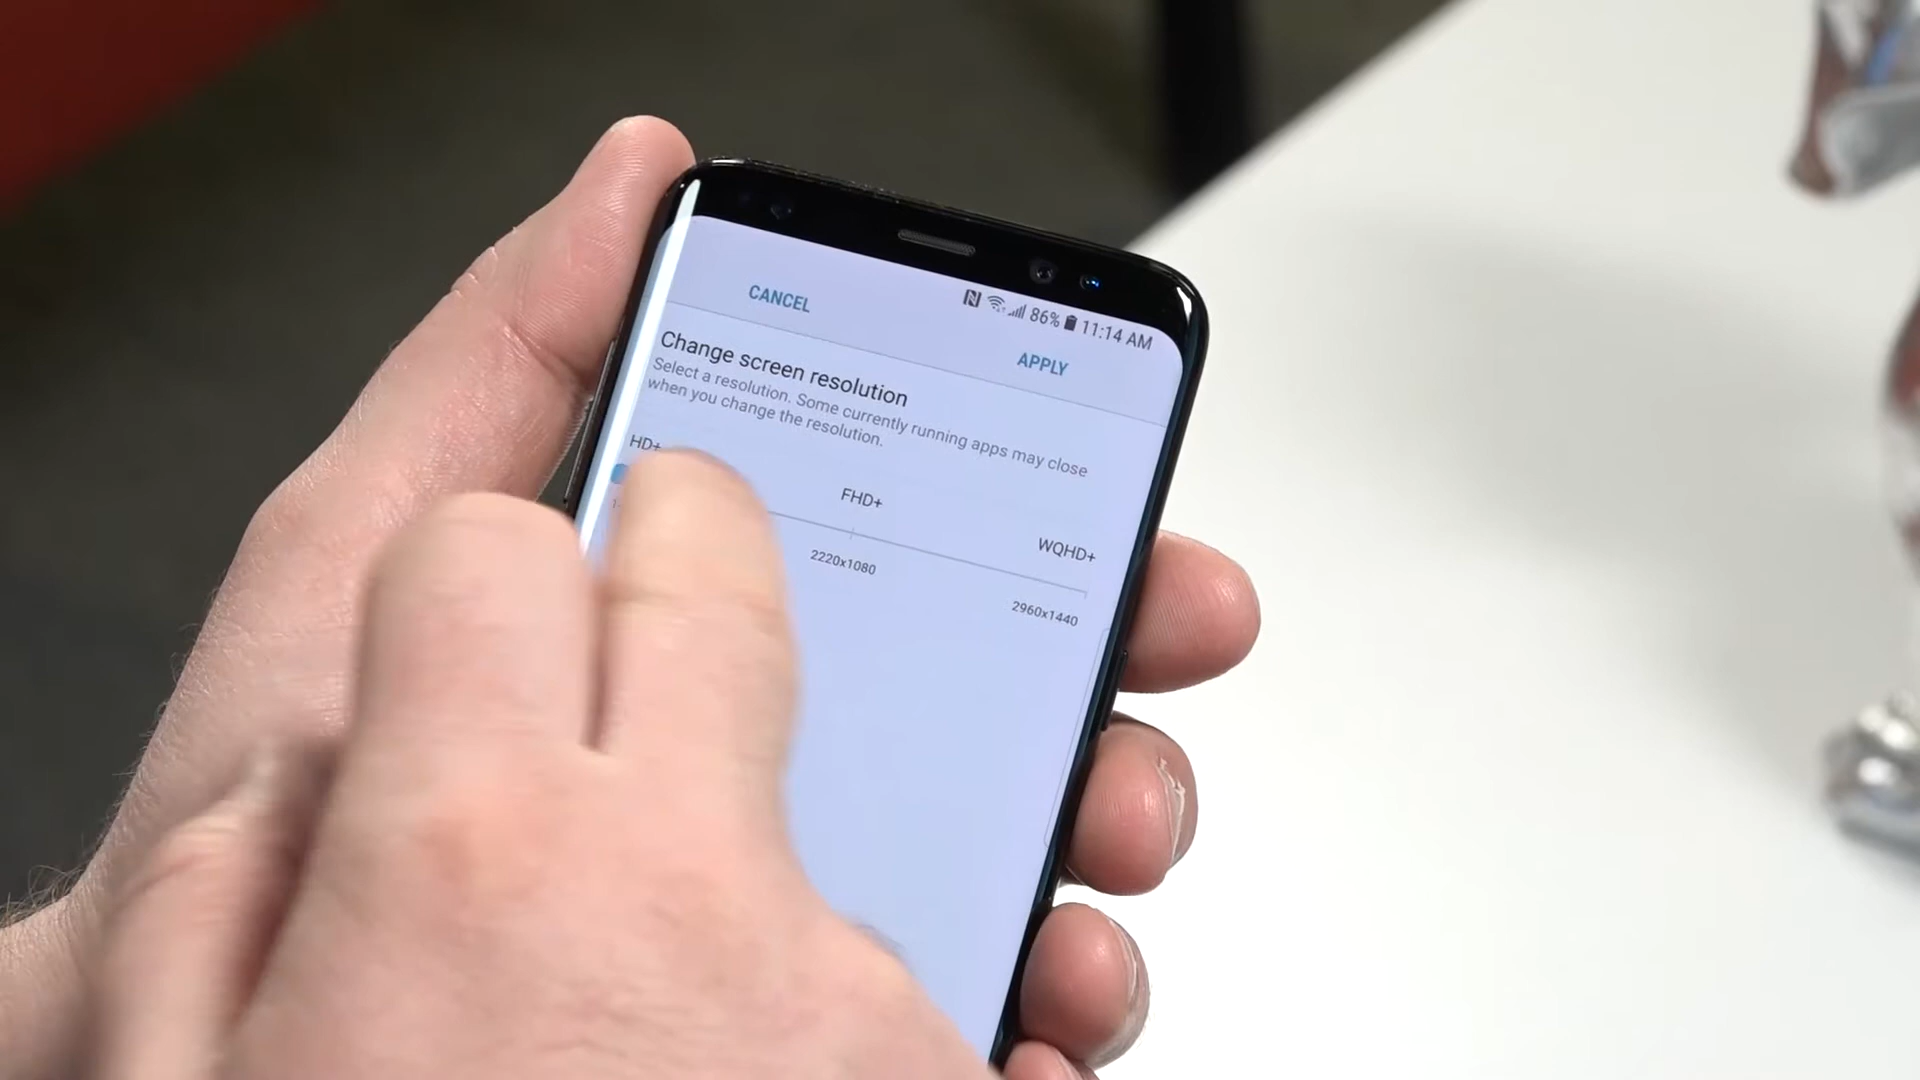 86% 11:14 AM
CANCEL
APPLY
Change screen resolution
Select a resolution. Some currently running apps may close
when you change the resolution.
HD+
FHD+
WQHD+
2220x1080
2960x1440